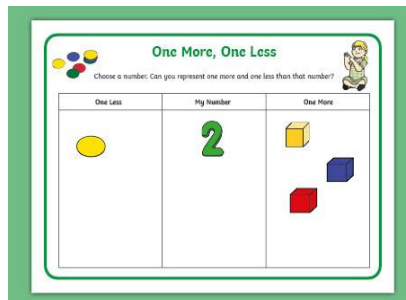 One More, One Less
Choose a number. Can you represent one more and one less than that number?
One Less My Number One More
2